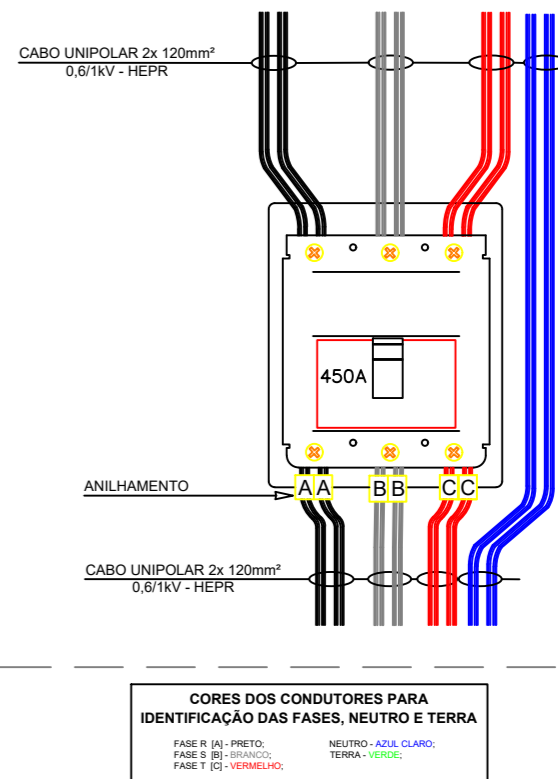 CABO UNIPOLAR 2x 120mm²
0,6/1kV - HEPR
450A
ANILHAMENTO
A A B B C C
CABO UNIPOLAR 2x 120mm²
0,6/1kV - HEPR
CORES DOS CONDUTORES PARA
IDENTIFICAÇÃO DAS FASES, NEUTRO E TERRA
FASE R [A] - PRETO;
FASE S [B] - BRANCO;
FASE T [C] - VERMELHO;
NEUTRO - AZUL CLARO;
TERRA - VERDE;